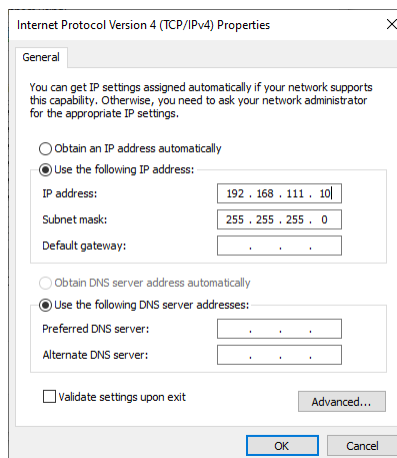 Internet Protocol Version 4 (TCP/IPv4) Properties
General
You can get IP settings assigned automatically if your network supports
this capability. Otherwise, you need to ask your network administrator
for the appropriate IP settings.
Obtain an IP address automatically
Use the following IP address:
IP address: 192 . 168 . 111 . 10
Subnet mask: 255 . 255 . 255 . 0
Default gateway: . . .
Obtain DNS server address automatically
Use the following DNS server addresses:
Preferred DNS server: . . .
Alternate DNS server: . . .
Validate settings upon exit
Advanced...
OK Cancel